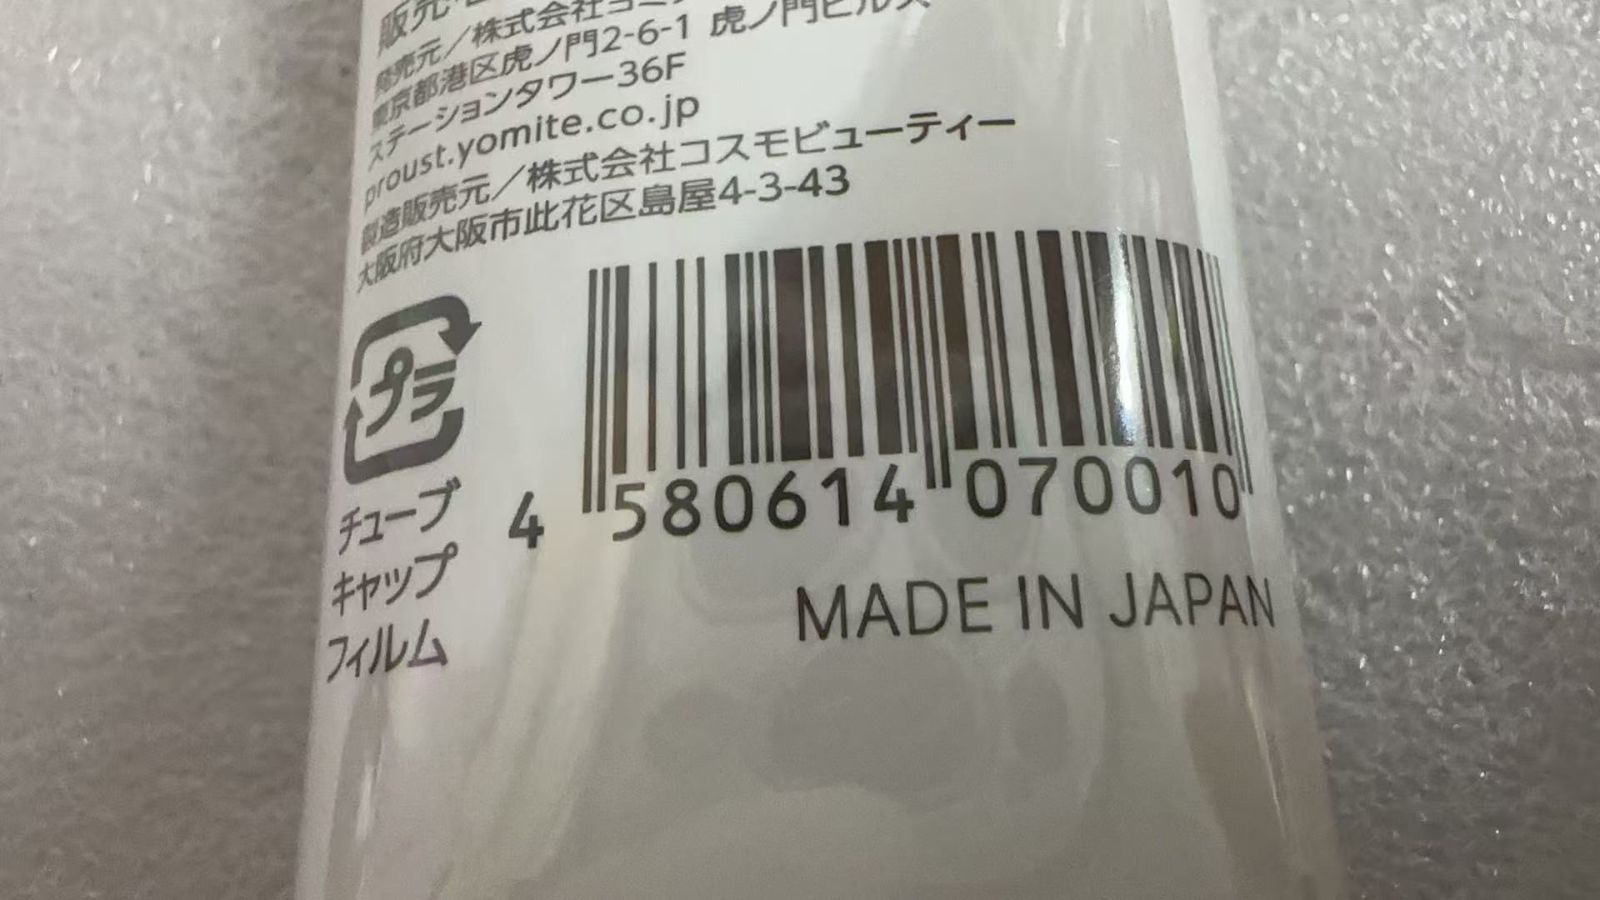 発売元／株式会社ヨミテ
東京都港区虎ノ門2-6-1 虎ノ門ヒルズ
ステーションタワー36F
proust.yomite.co.jp
製造販売元／株式会社コスモビューティー
大阪府大阪市此花区島屋4-3-43
プラ
チューブ
キャップ
フィルム
4 580614 070010
MADE IN JAPAN